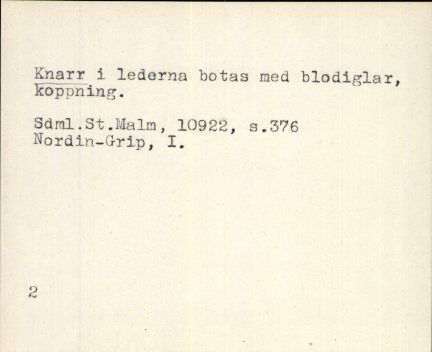 Knarr i lederna botas med blodiglar,
koppning.
Sdml.St.Malm, 10922, s.376
Nordin-Grip, I.
2